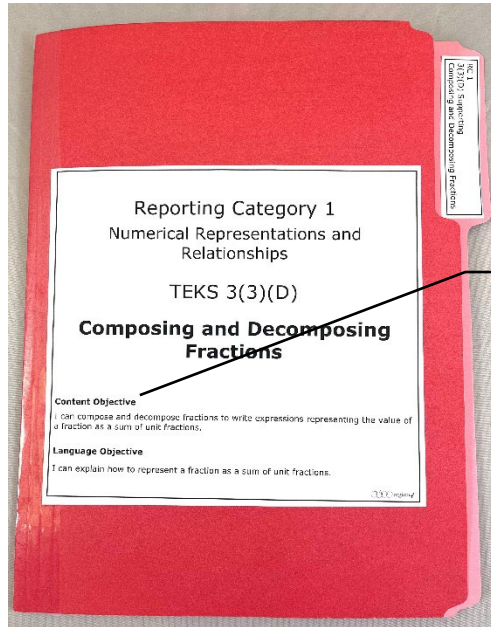 RC 1
3(3)(D) Supporting
Composing and Decomposing Fractions
Reporting Category 1
Numerical Representations and
Relationships
TEKS 3(3)(D)
Composing and Decomposing
Fractions
Content Objective
I can compose and decompose fractions to write expressions representing the value of
a fraction as a sum of unit fractions.
Language Objective
I can explain how to represent a fraction as a sum of unit fractions.